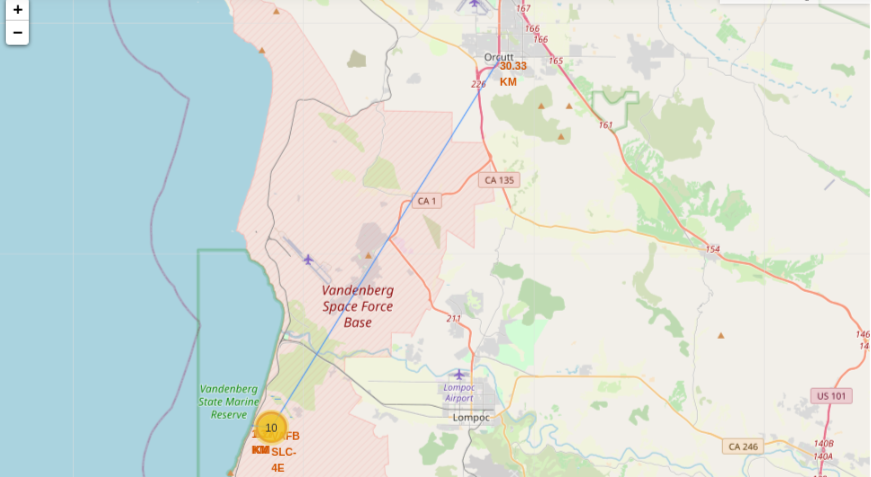 +
−
167
166
166
Orcutt
30.33
KM
165
226
161
CA 135
CA 1
154
Vandenberg
Space Force
Base
211
146
Lompoc
Airport
Vandenberg
State Marine
Reserve
US 101
Lompoc
10
AFB
KM SLC-
4E
CA 246
140B
140A